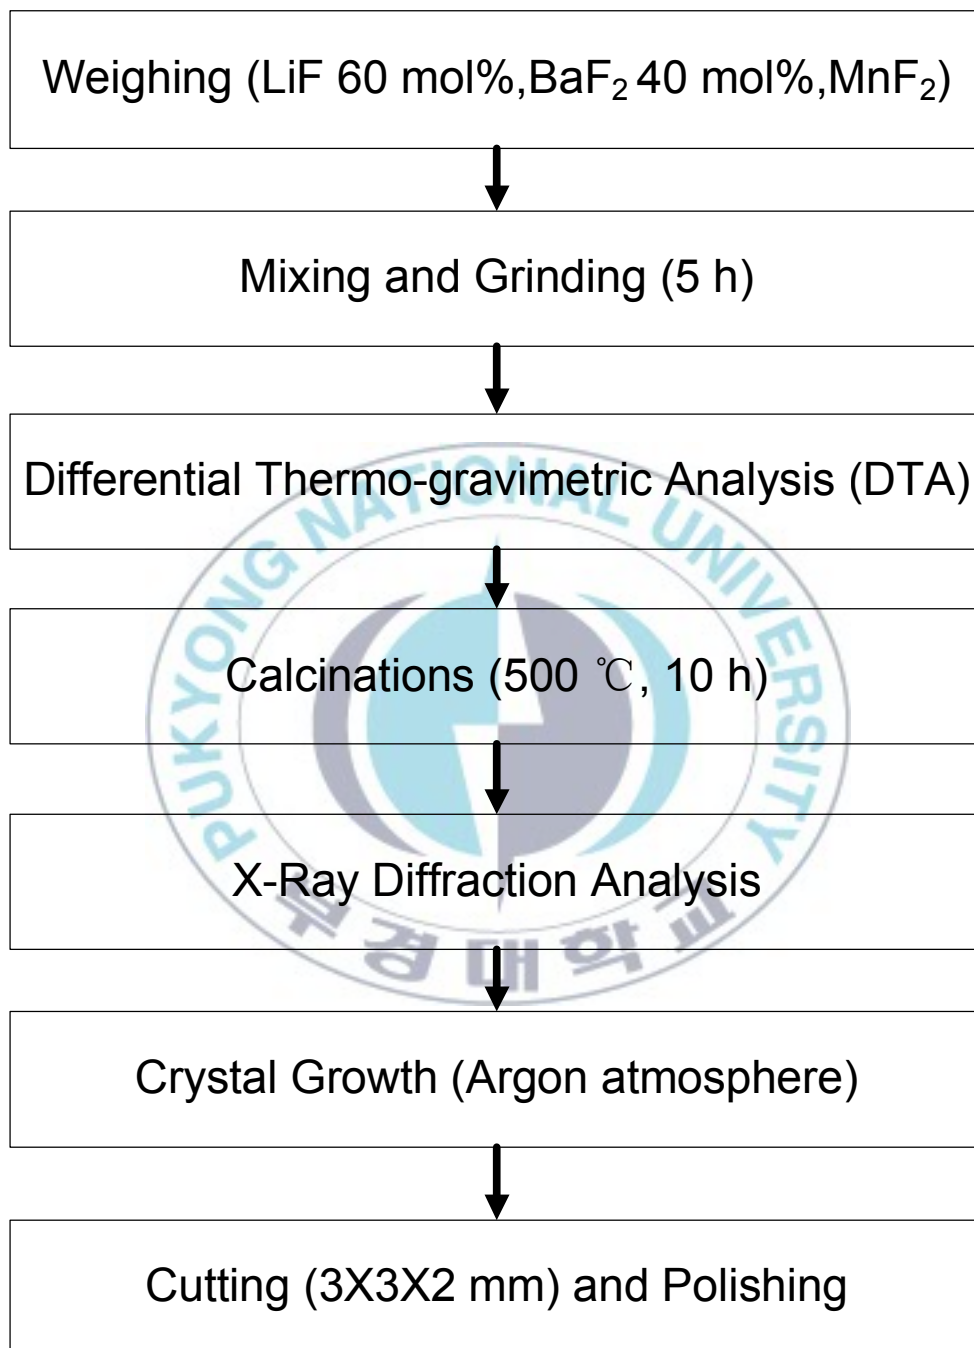 Weighing (LiF 60 mol%,BaF₂ 40 mol%,MnF₂)
Mixing and Grinding (5 h)
Differential Thermo-gravimetric Analysis (DTA)
PUKYONG NATIONAL UNIVERSITY
Calcinations (500 ℃, 10 h)
X-Ray Diffraction Analysis
부경대학교
Crystal Growth (Argon atmosphere)
Cutting (3X3X2 mm) and Polishing